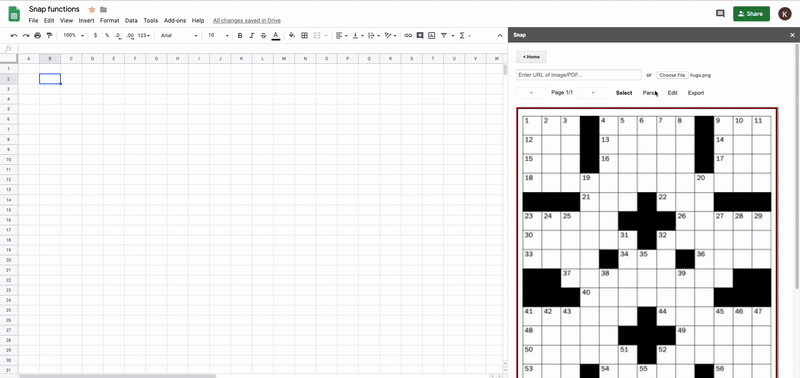 Snap functions
File Edit View Insert Format Data Tools Add-ons Help All changes saved in Drive
Share
K
100% $ % .0 .00 123 Arial 10 B I S A
fx
Snap
A B C D E F G H I J K L M N O P Q R S T U V W
< Home
1
2
3
4
5
6
7
8
9
10
11
12
13
14
15
16
17
18
19
20
21
22
23
24
25
26
27
28
29
30
31
Enter URL of image/PDF... or Choose File hugs.png
< Page 1/1 > Select Parse Edit Export
1 2 3 4 5 6 7 8 9 10 11
12 13 14
15 16 17
18 19 20
21 22
23 24 25 26 27 28 29
30 31 32
33 34 35 36
37 38 39
40
41 42 43 44 45 46 47
48 49
50 51 52
53 54 55 56